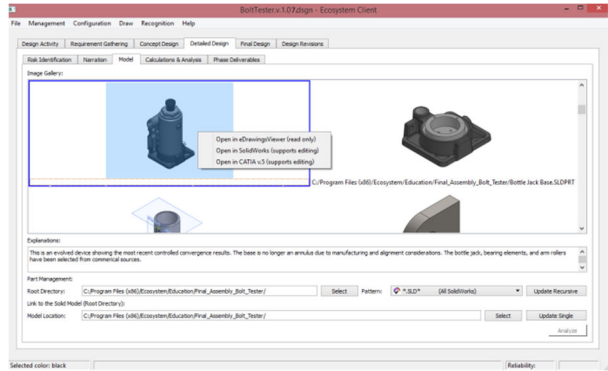 BoltTester.v.1.07.dsgn - Ecosystem Client
File Management Configuration Draw Recognition Help
Design Activity Requirement Gathering Concept Design Detailed Design Final Design Design Revisions
Risk Identification Narration Model Calculations & Analysis Phase Deliverables
Image Gallery:
Open in eDrawingsViewer (read only)
Open in SolidWorks (supports editing)
Open in CATIA v.5 (supports editing)
C:/Program Files (x86)/Ecosystem/Education/Final_Assembly_Bolt_Tester/Bottle Jack Base.SLDPRT
Explanations:
This is an evolved device showing the most recent controlled convergence results. The base is no longer an annulus due to manufacturing and alignment considerations. The bottle jack, bearing elements, and arm rollers
have been selected from commerical sources.
Part Management:
Root Directory: C:/Program Files (x86)/Ecosystem/Education/Final_Assembly_Bolt_Tester/ Select Pattern: *.SLD* (All SolidWorks) Update Recursive
Link to the Solid Model (Root Directory):
Model Location: C:/Program Files (x86)/Ecosystem/Education/Final_Assembly_Bolt_Tester/ Select Update Single
Analyze
Selected color: black Reliability: